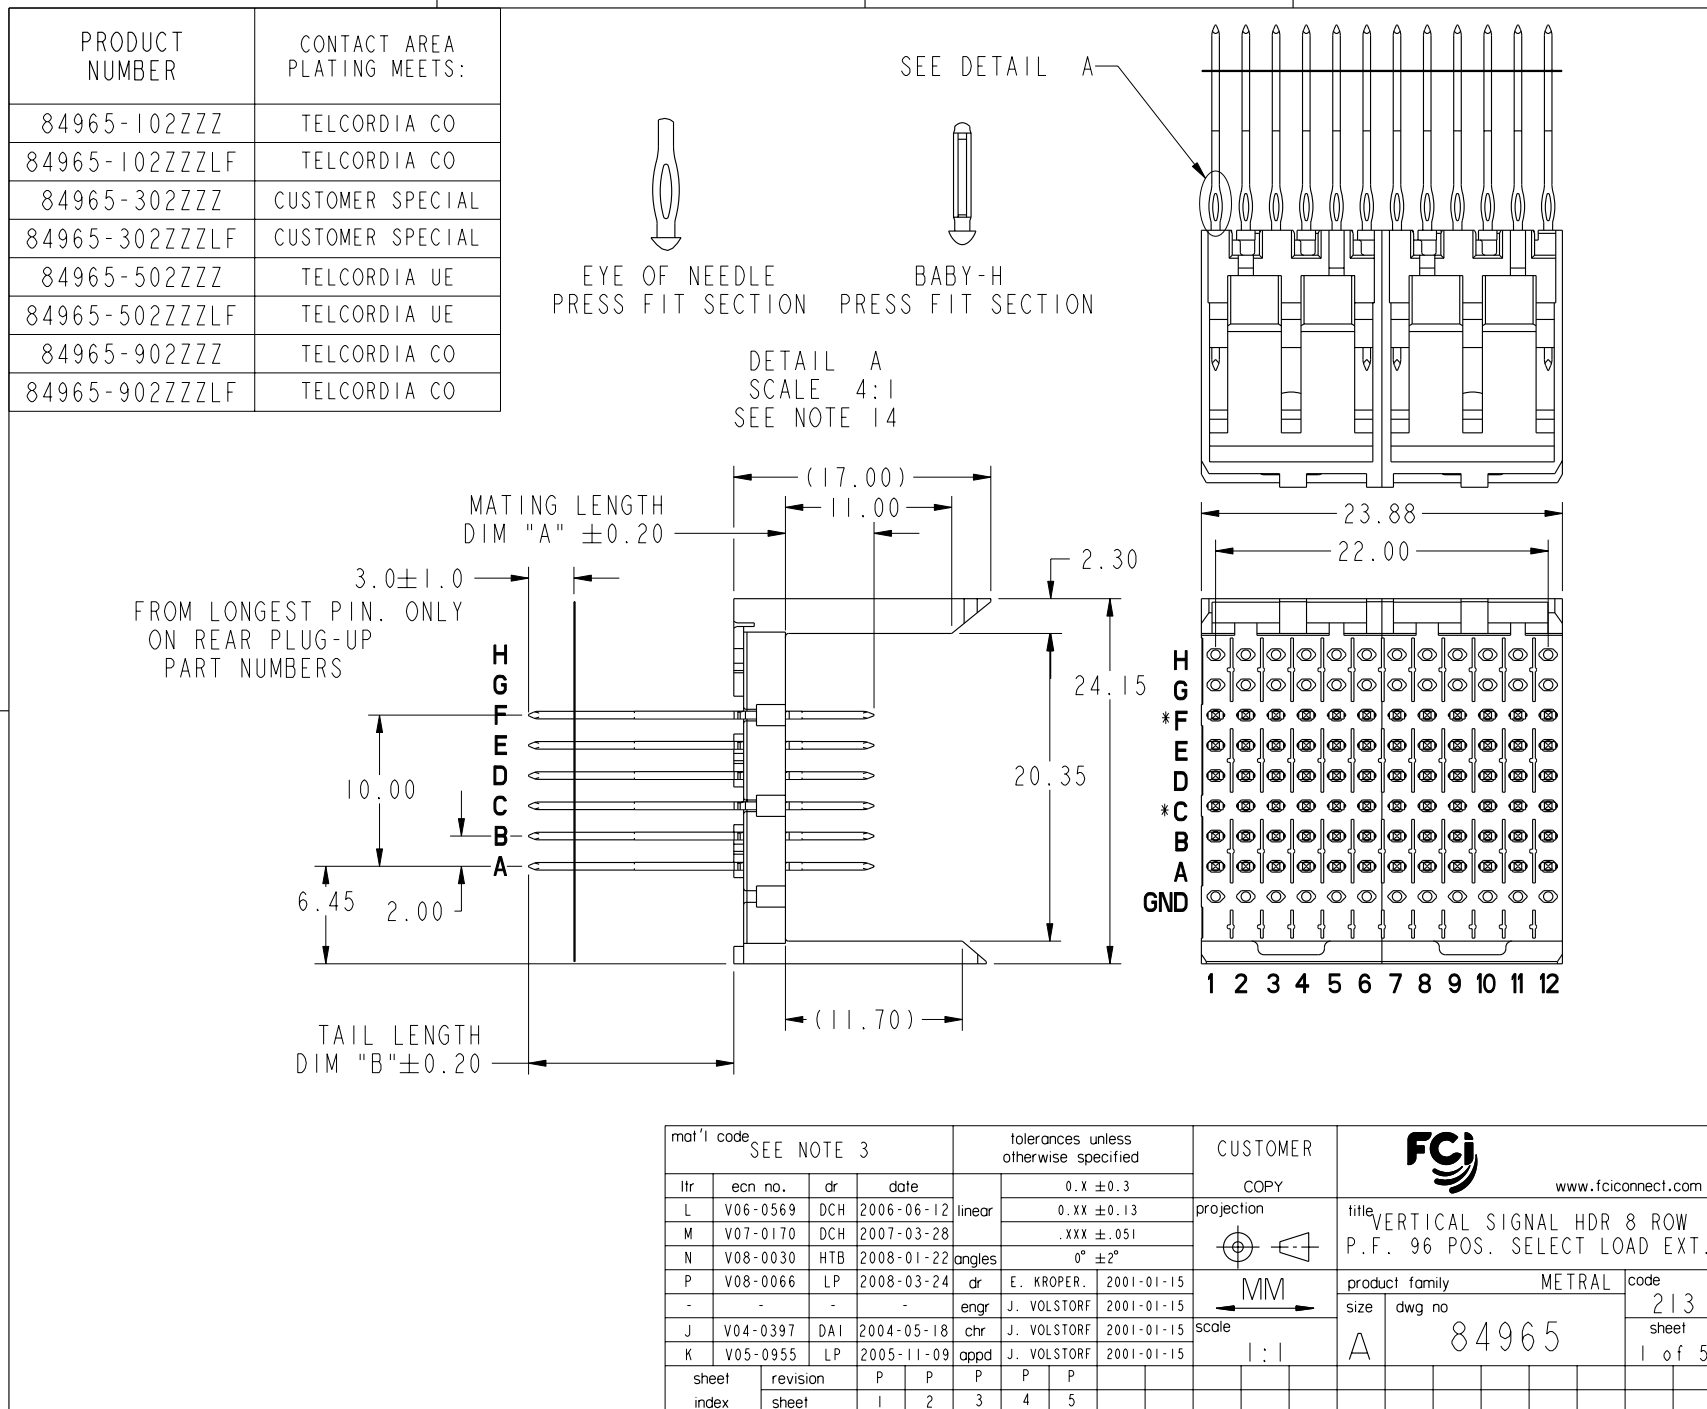 PRODUCT NUMBER
CONTACT AREA PLATING MEETS:
84965-102ZZZ TELCORDIA CO
84965-102ZZZLF TELCORDIA CO
84965-302ZZZ CUSTOMER SPECIAL
84965-302ZZZLF CUSTOMER SPECIAL
84965-502ZZZ TELCORDIA UE
84965-502ZZZLF TELCORDIA UE
84965-902ZZZ TELCORDIA CO
84965-902ZZZLF TELCORDIA CO
SEE DETAIL A
EYE OF NEEDLE
PRESS FIT SECTION
BABY-H
PRESS FIT SECTION
DETAIL A
SCALE 4:1
SEE NOTE 14
(17.00)
11.00
MATING LENGTH
DIM "A" ±0.20
3.0±1.0
FROM LONGEST PIN. ONLY
ON REAR PLUG-UP
PART NUMBERS
2.30
24.15
20.35
23.88
22.00
H
G
F
E
D
C
B
A
10.00
6.45
2.00
(11.70)
TAIL LENGTH
DIM "B"±0.20
H
G
*F
E
D
*C
B
A
GND
1 2 3 4 5 6 7 8 9 10 11 12
mat'l code SEE NOTE 3
tolerances unless
otherwise specified
CUSTOMER
COPY
FCi
www.fciconnect.com
ltr ecn no. dr date
L V06-0569 DCH 2006-06-12
M V07-0170 DCH 2007-03-28
N V08-0030 HTB 2008-01-22
P V08-0066 LP 2008-03-24
- - - -
J V04-0397 DAI 2004-05-18
K V05-0955 LP 2005-11-09
linear
0.X ±0.3
0.XX ±0.13
.XXX ±.051
angles 0° ±2°
dr E. KROPER. 2001-01-15
engr J. VOLSTORF 2001-01-15
chr J. VOLSTORF 2001-01-15
appd J. VOLSTORF 2001-01-15
projection
MM
scale
1:1
title VERTICAL SIGNAL HDR 8 ROW
P.F. 96 POS. SELECT LOAD EXT.
product family METRAL
code
213
size
A
dwg no
84965
sheet
1 of 5
sheet index
revision P P P P P
sheet 1 2 3 4 5